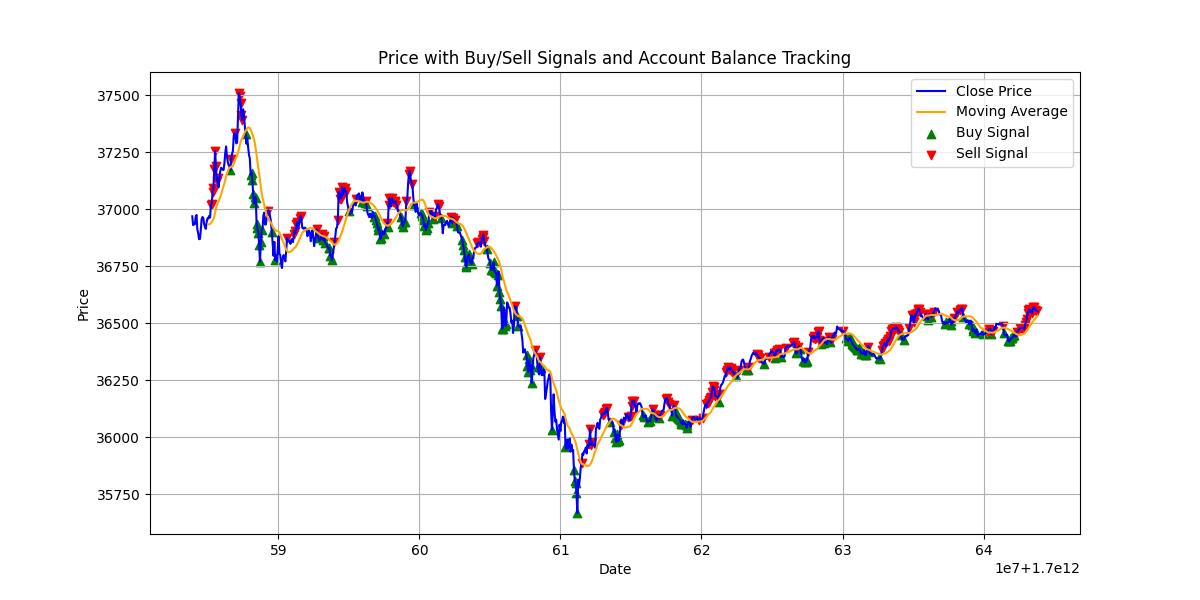 Price with Buy/Sell Signals and Account Balance Tracking
Close Price
Moving Average
Buy Signal
Sell Signal
37500
37250
37000
36750
36500
36250
36000
35750
Price
59 60 61 62 63 64
Date
1e7+1.7e12